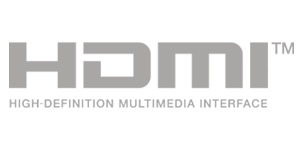 HDMI™
HIGH-DEFINITION MULTIMEDIA INTERFACE